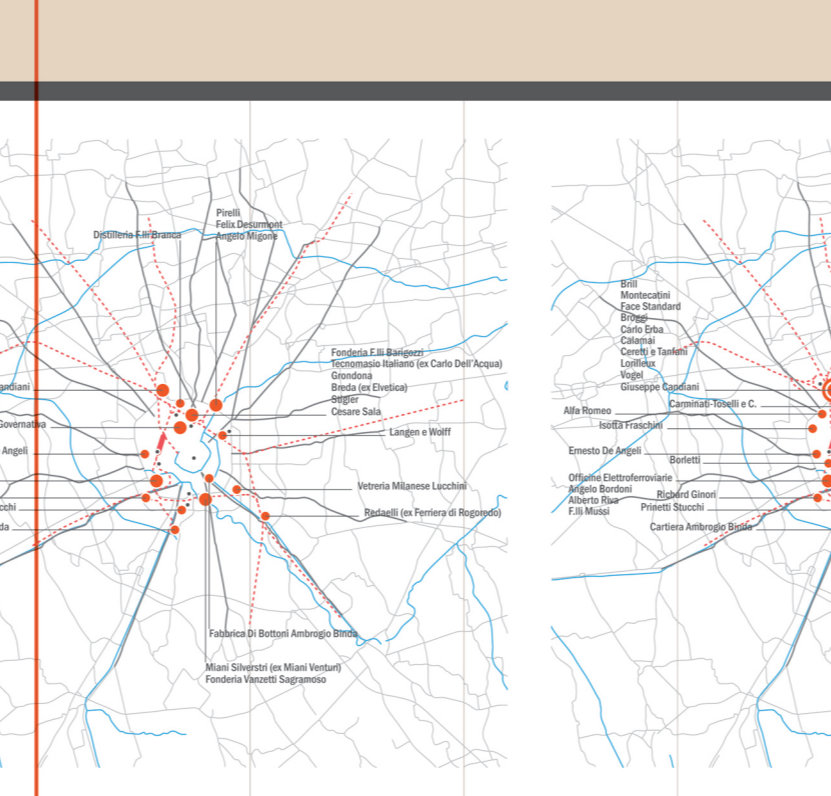 Pirelli
Felix Desurmont
Angelo Migone
Distilleria F.lli Branca
Fonderia F.lli Barigozzi
Tecnomasio Italiano (ex Carlo Dell'Acqua)
Grondona
Breda (ex Elvetica)
Stigler
Cesare Sala
andiani
Governativa
Langen e Wolff
Angeli
Vetreria Milanese Lucchini
cchi
Redaelli (ex Ferriera di Rogoredo)
da
Fabbrica Di Bottoni Ambrogio Binda
Miani Silverstri (ex Miani Venturi)
Fonderia Vanzetti Sagramoso
Brill
Montecatini
Face Standard
Broggi
Carlo Erba
Calamai
Ceretti e Tanfani
Lorilleux
Vogel
Giuseppe Candiani
Carminati-Toselli e C.
Alfa Romeo
Isotta Fraschini
Ernesto De Angeli
Borletti
Officine Elettroferroviarie
Angelo Bordoni
Alberto Riva
F.lli Mussi
Richard Ginori
Prinetti Stucchi
Cartiera Ambrogio Binda